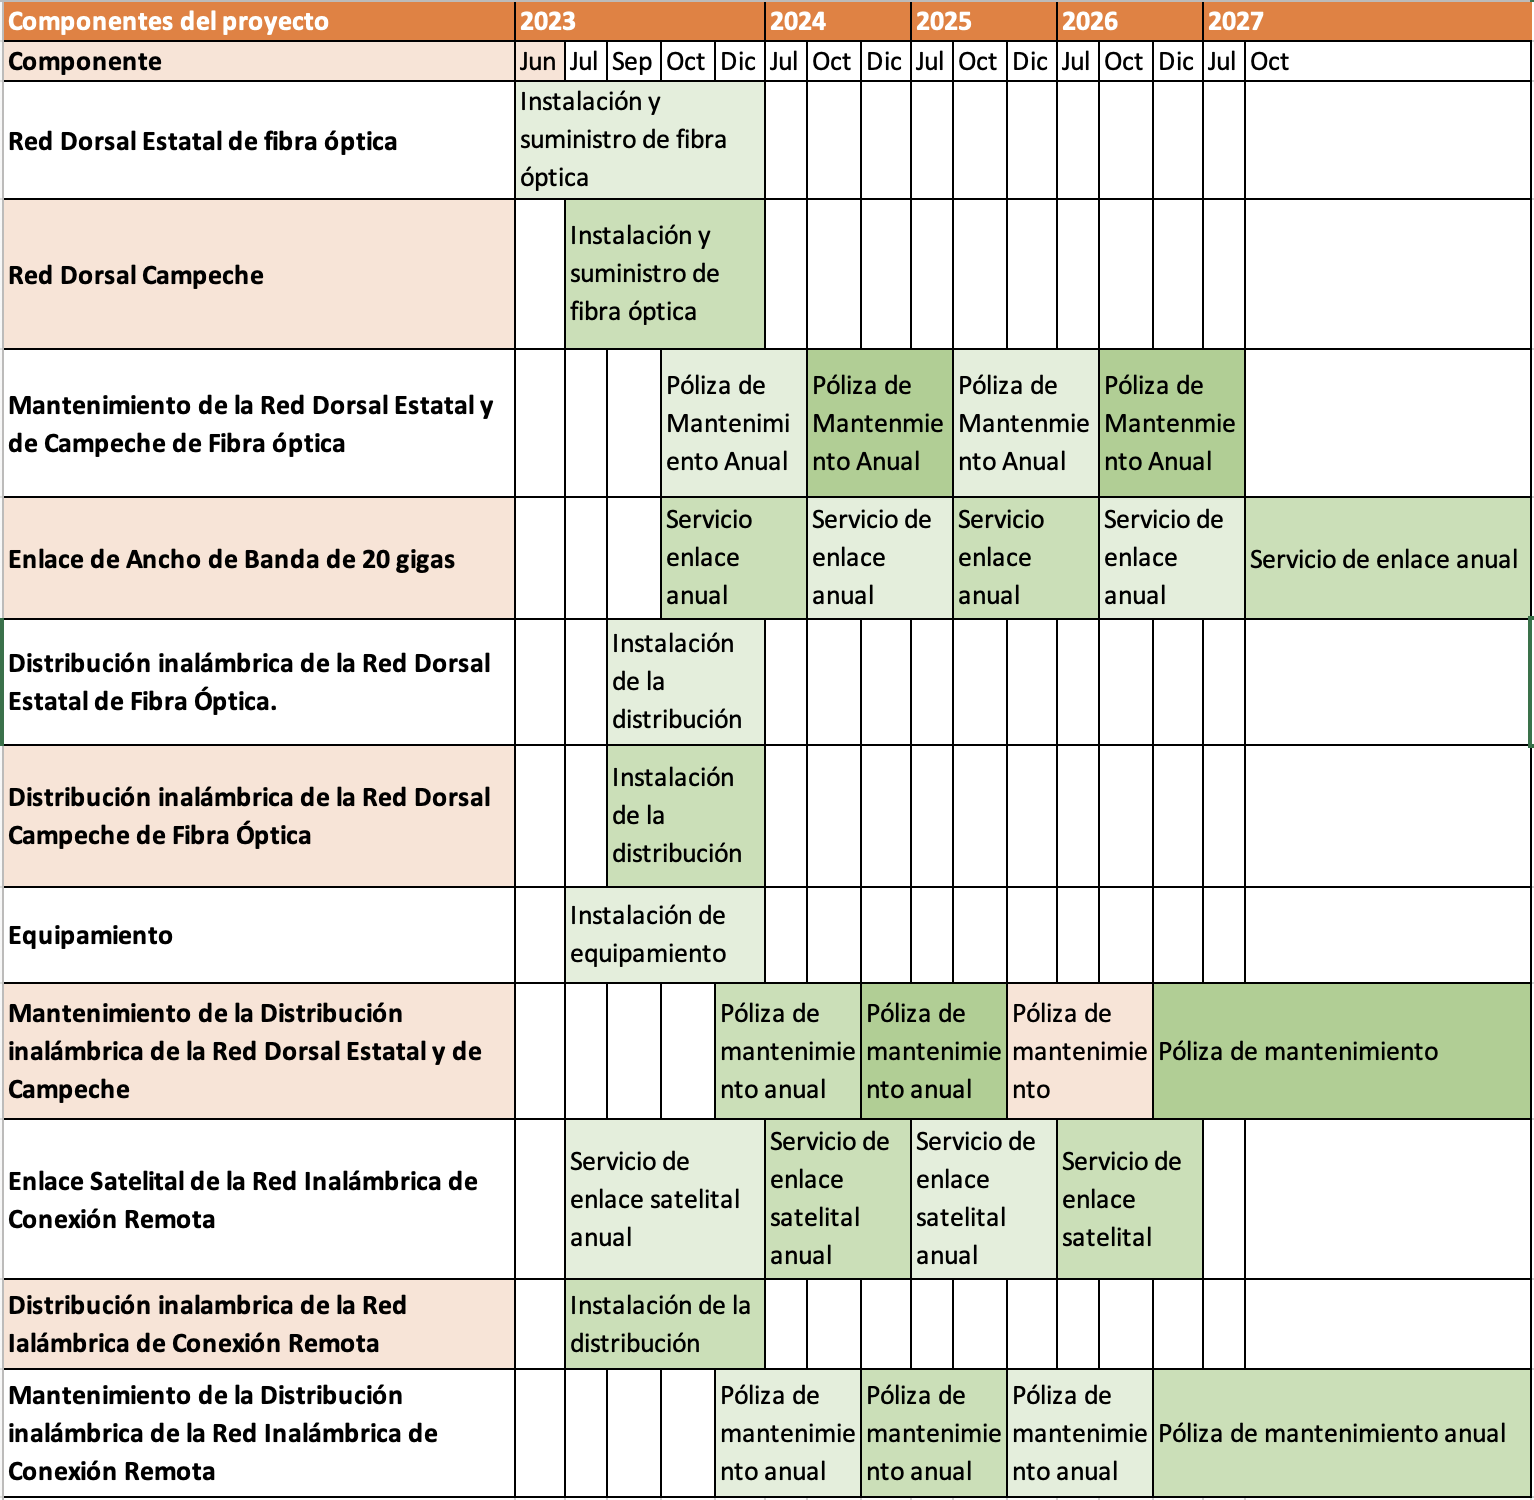 Componentes del proyecto 2023 2024 2025 2026 2027
Componente Jun Jul Sep Oct Dic Jul Oct Dic Jul Oct Dic Jul Oct Dic Jul Oct
Red Dorsal Estatal de fibra óptica
Instalación y
suministro de fibra
óptica
Red Dorsal Campeche
Instalación y
suministro de
fibra óptica
Mantenimiento de la Red Dorsal Estatal y
de Campeche de Fibra óptica
Póliza de
Mantenimi
ento Anual
Póliza de
Mantenmie
nto Anual
Póliza de
Mantenmie
nto Anual
Póliza de
Mantenmie
nto Anual
Enlace de Ancho de Banda de 20 gigas
Servicio
enlace
anual
Servicio de
enlace
anual
Servicio
enlace
anual
Servicio de
enlace
anual
Servicio de enlace anual
Distribución inalámbrica de la Red Dorsal
Estatal de Fibra Óptica.
Instalación
de la
distribución
Distribución inalámbrica de la Red Dorsal
Campeche de Fibra Óptica
Instalación
de la
distribución
Equipamiento
Instalación de
equipamiento
Mantenimiento de la Distribución
inalámbrica de la Red Dorsal Estatal y de
Campeche
Póliza de
mantenimie
nto anual
Póliza de
mantenimie
nto anual
Póliza de
mantenimie
nto
Póliza de mantenimiento
Enlace Satelital de la Red Inalámbrica de
Conexión Remota
Servicio de
enlace satelital
anual
Servicio de
enlace
satelital
anual
Servicio de
enlace
satelital
anual
Servicio de
enlace
satelital
Distribución inalambrica de la Red
Ialámbrica de Conexión Remota
Instalación de la
distribución
Mantenimiento de la Distribución
inalámbrica de la Red Inalámbrica de
Conexión Remota
Póliza de
mantenimie
nto anual
Póliza de
mantenimie
nto anual
Póliza de
mantenimie
nto anual
Póliza de mantenimiento anual